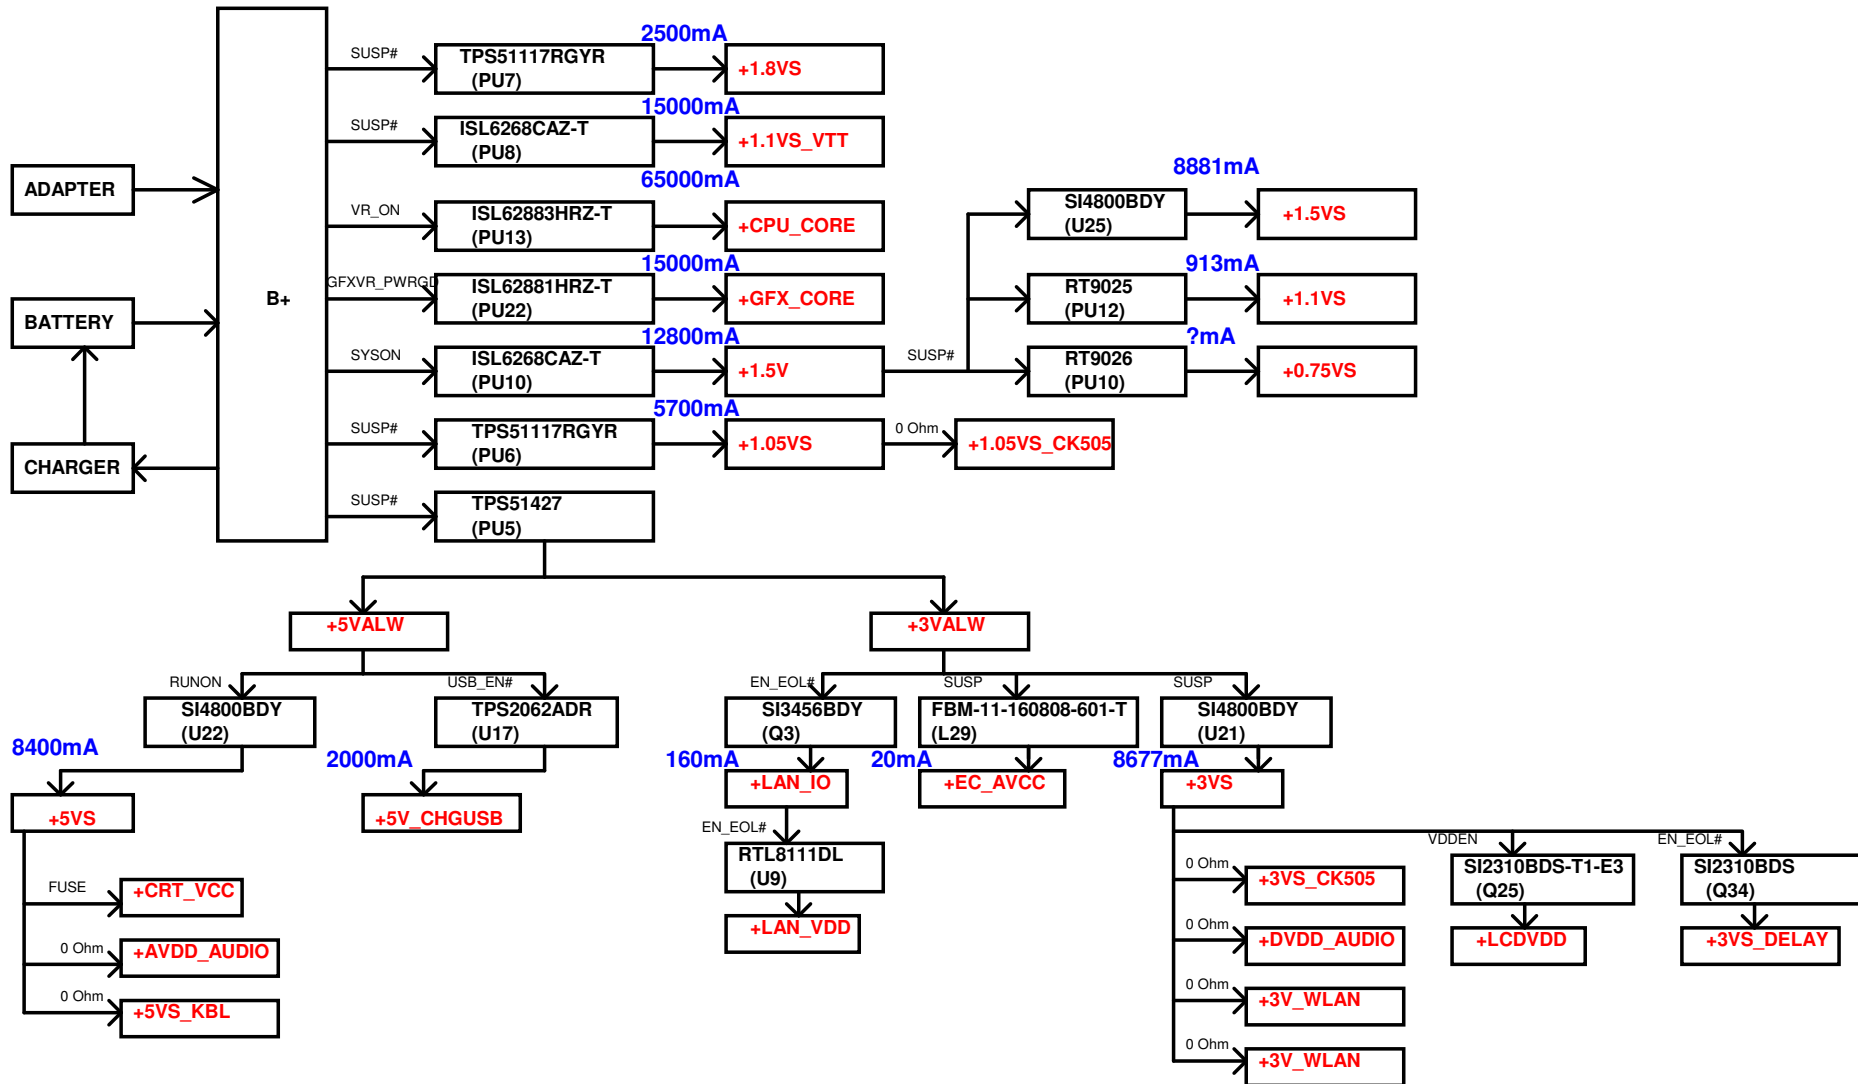 2500mA
SUSP#
TPS51117RGYR
(PU7)
+1.8VS
15000mA
SUSP#
ISL6268CAZ-T
(PU8)
+1.1VS_VTT
8881mA
ADAPTER
65000mA
VR_ON
ISL62883HRZ-T
(PU13)
+CPU_CORE
SI4800BDY
(U25)
+1.5VS
15000mA
913mA
GFXVR_PWRGD
ISL62881HRZ-T
(PU22)
+GFX_CORE
RT9025
(PU12)
+1.1VS
B+
BATTERY
12800mA
?mA
SYSON
ISL6268CAZ-T
(PU10)
+1.5V
SUSP#
RT9026
(PU10)
+0.75VS
5700mA
SUSP#
TPS51117RGYR
(PU6)
+1.05VS
0 Ohm
+1.05VS_CK505
CHARGER
SUSP#
TPS51427
(PU5)
+5VALW
+3VALW
RUNON
USB_EN#
EN_EOL#
SUSP
SUSP
SI4800BDY
(U22)
TPS2062ADR
(U17)
SI3456BDY
(Q3)
FBM-11-160808-601-T
(L29)
SI4800BDY
(U21)
8400mA
2000mA
160mA
20mA
8677mA
+LAN_IO
+EC_AVCC
+3VS
+5VS
+5V_CHGUSB
EN_EOL#
VDDEN
EN_EOL#
RTL8111DL
(U9)
0 Ohm
+3VS_CK505
SI2310BDS-T1-E3
(Q25)
SI2310BDS
(Q34)
FUSE
+CRT_VCC
+LAN_VDD
0 Ohm
+DVDD_AUDIO
+LCDVDD
+3VS_DELAY
0 Ohm
+AVDD_AUDIO
0 Ohm
+5VS_KBL
0 Ohm
+3V_WLAN
0 Ohm
+3V_WLAN